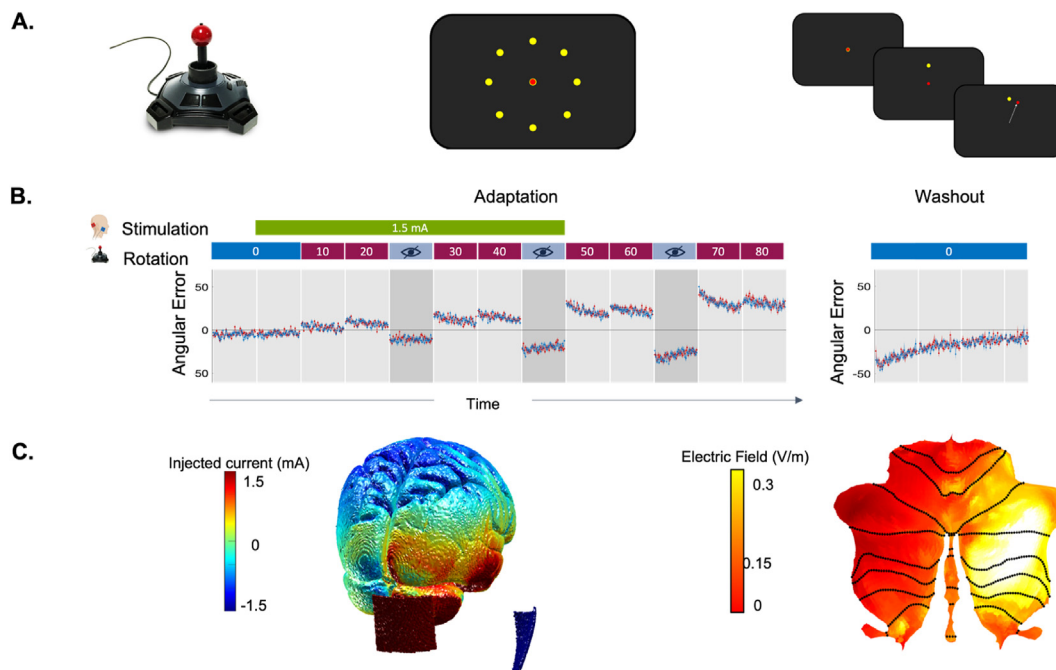 A.
B.
Adaptation
Washout
Stimulation
1.5 mA
Rotation
0 10 20 30 40 50 60 70 80
0
Angular Error
50
0
50
Angular Error
50
0
-50
Time
C.
Injected current (mA)
1.5
0
-1.5
Electric Field (V/m)
0.3
0.15
0